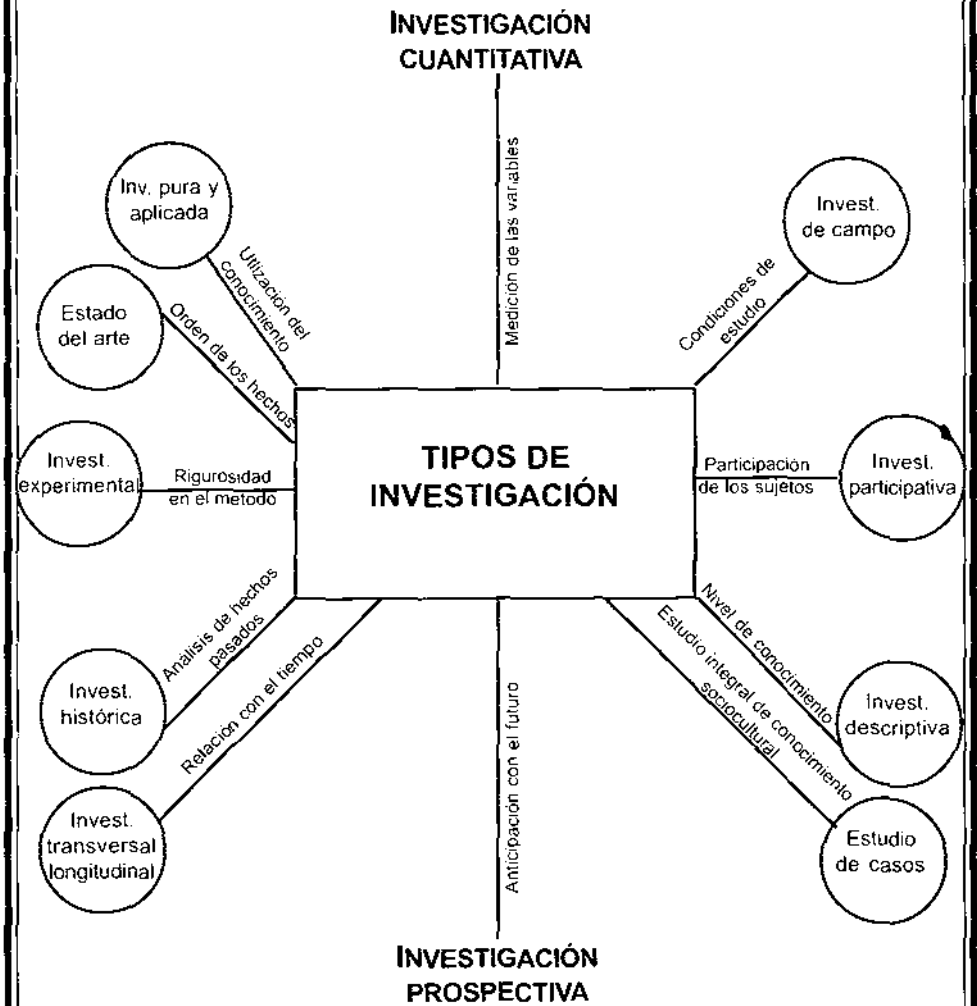 INVESTIGACIÓN
CUANTITATIVA
Medición de las variables
Inv. pura y
aplicada
Utilización del
conocimiento
Invest.
de campo
Condiciones de
estudio
Estado
del arte
Orden de los hechos
TIPOS DE
INVESTIGACIÓN
Invest.
experimental
Rigurosidad
en el metodo
Participación
de los sujetos
Invest.
participativa
Análisis de hechos
pasados
Invest.
histórica
Relación con el tiempo
Invest.
transversal
longitudinal
Nivel de conocimiento
Invest.
descriptiva
Estudio integral de conocimiento
sociocultural
Estudio
de casos
Anticipación con el futuro
INVESTIGACIÓN
PROSPECTIVA